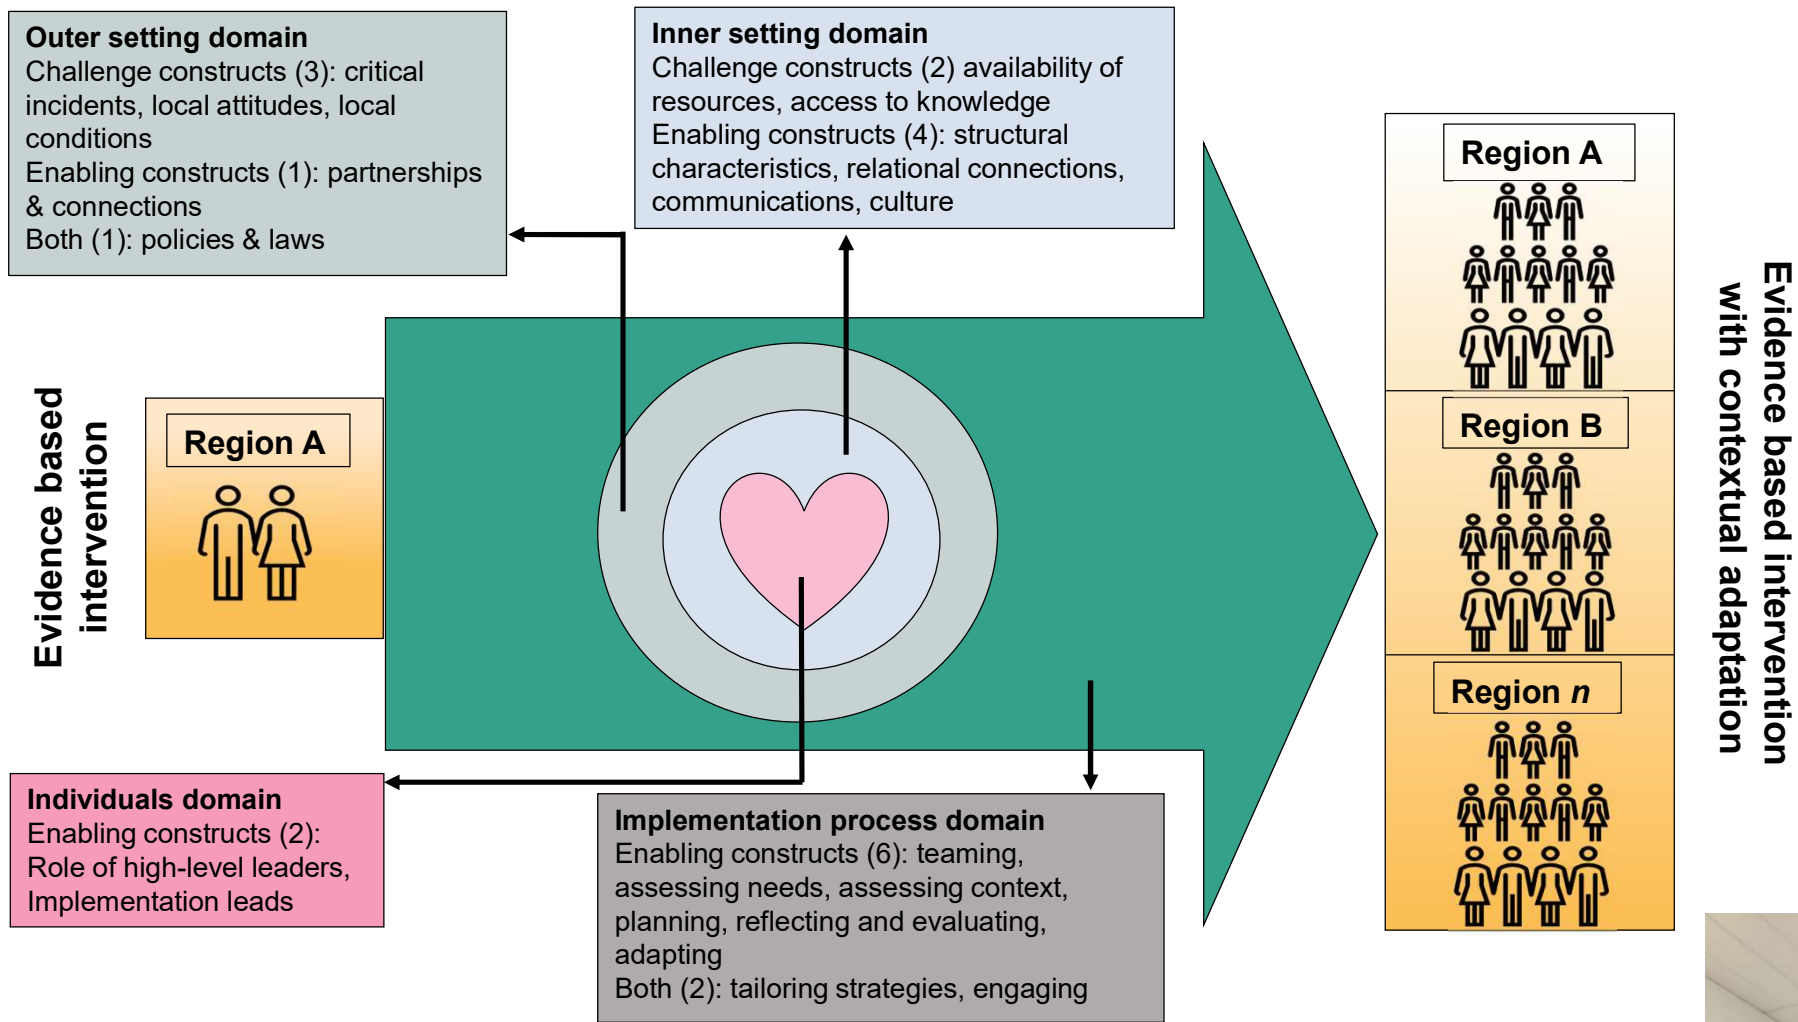 Outer setting domain
Challenge constructs (3): critical
incidents, local attitudes, local
conditions
Enabling constructs (1): partnerships
& connections
Both (1): policies & laws
Inner setting domain
Challenge constructs (2) availability of
resources, access to knowledge
Enabling constructs (4): structural
characteristics, relational connections,
communications, culture
Evidence based
intervention
Region A
Individuals domain
Enabling constructs (2):
Role of high-level leaders,
Implementation leads
Implementation process domain
Enabling constructs (6): teaming,
assessing needs, assessing context,
planning, reflecting and evaluating,
adapting
Both (2): tailoring strategies, engaging
Region A
Region B
Region n
Evidence based intervention
with contextual adaptation